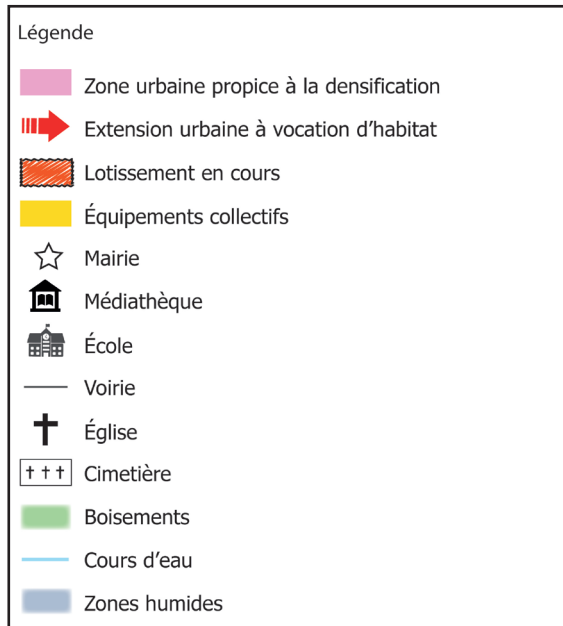 Légende
Zone urbaine propice à la densification
Extension urbaine à vocation d'habitat
Lotissement en cours
Équipements collectifs
Mairie
Médiathèque
École
Voirie
Église
Cimetière
Boisements
Cours d'eau
Zones humides